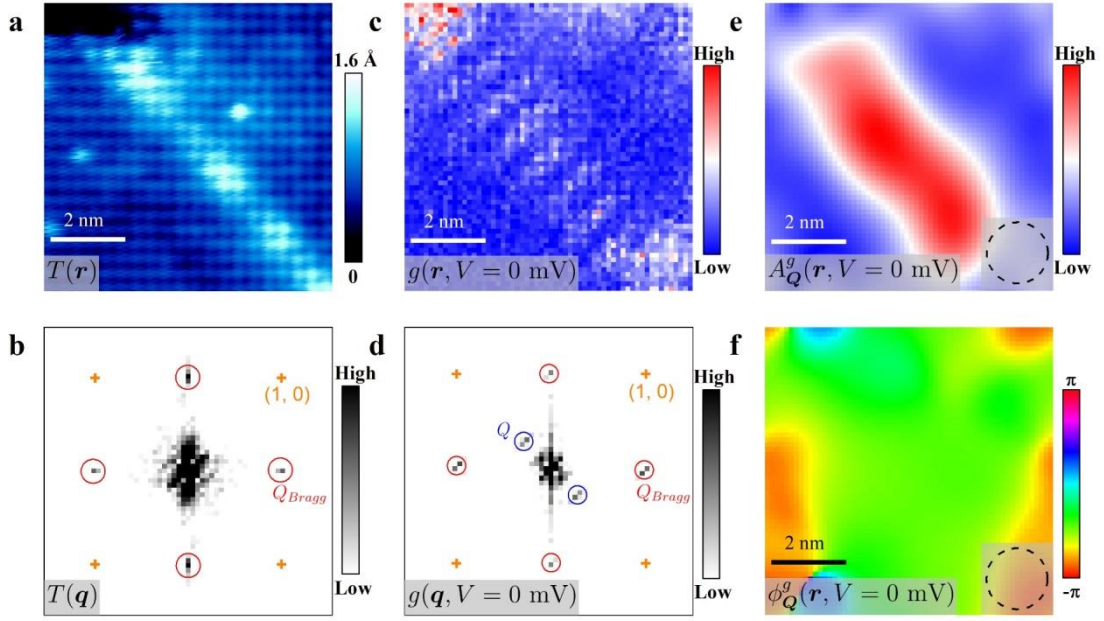 a
1.6 Å
2 nm
0
T(r)
c
High
2 nm
Low
g(r, V = 0 mV)
e
High
2 nm
Low
A^g_Q(r, V = 0 mV)
b
High
(1, 0)
Q_Bragg
Low
T(q)
d
High
(1, 0)
Q
Q_Bragg
Low
g(q, V = 0 mV)
f
π
2 nm
-π
ϕ^g_Q(r, V = 0 mV)